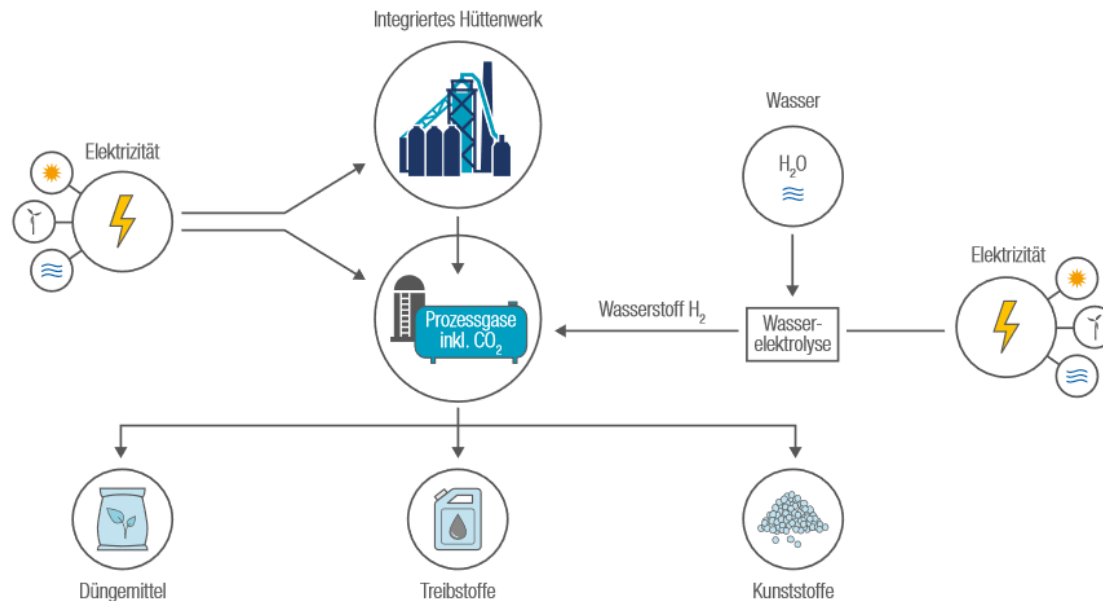 Integriertes Hüttenwerk
Wasser
H₂O
Elektrizität
Elektrizität
Prozessgase
inkl. CO₂
Wasserstoff H₂
Wasser-
elektrolyse
Düngemittel
Treibstoffe
Kunststoffe